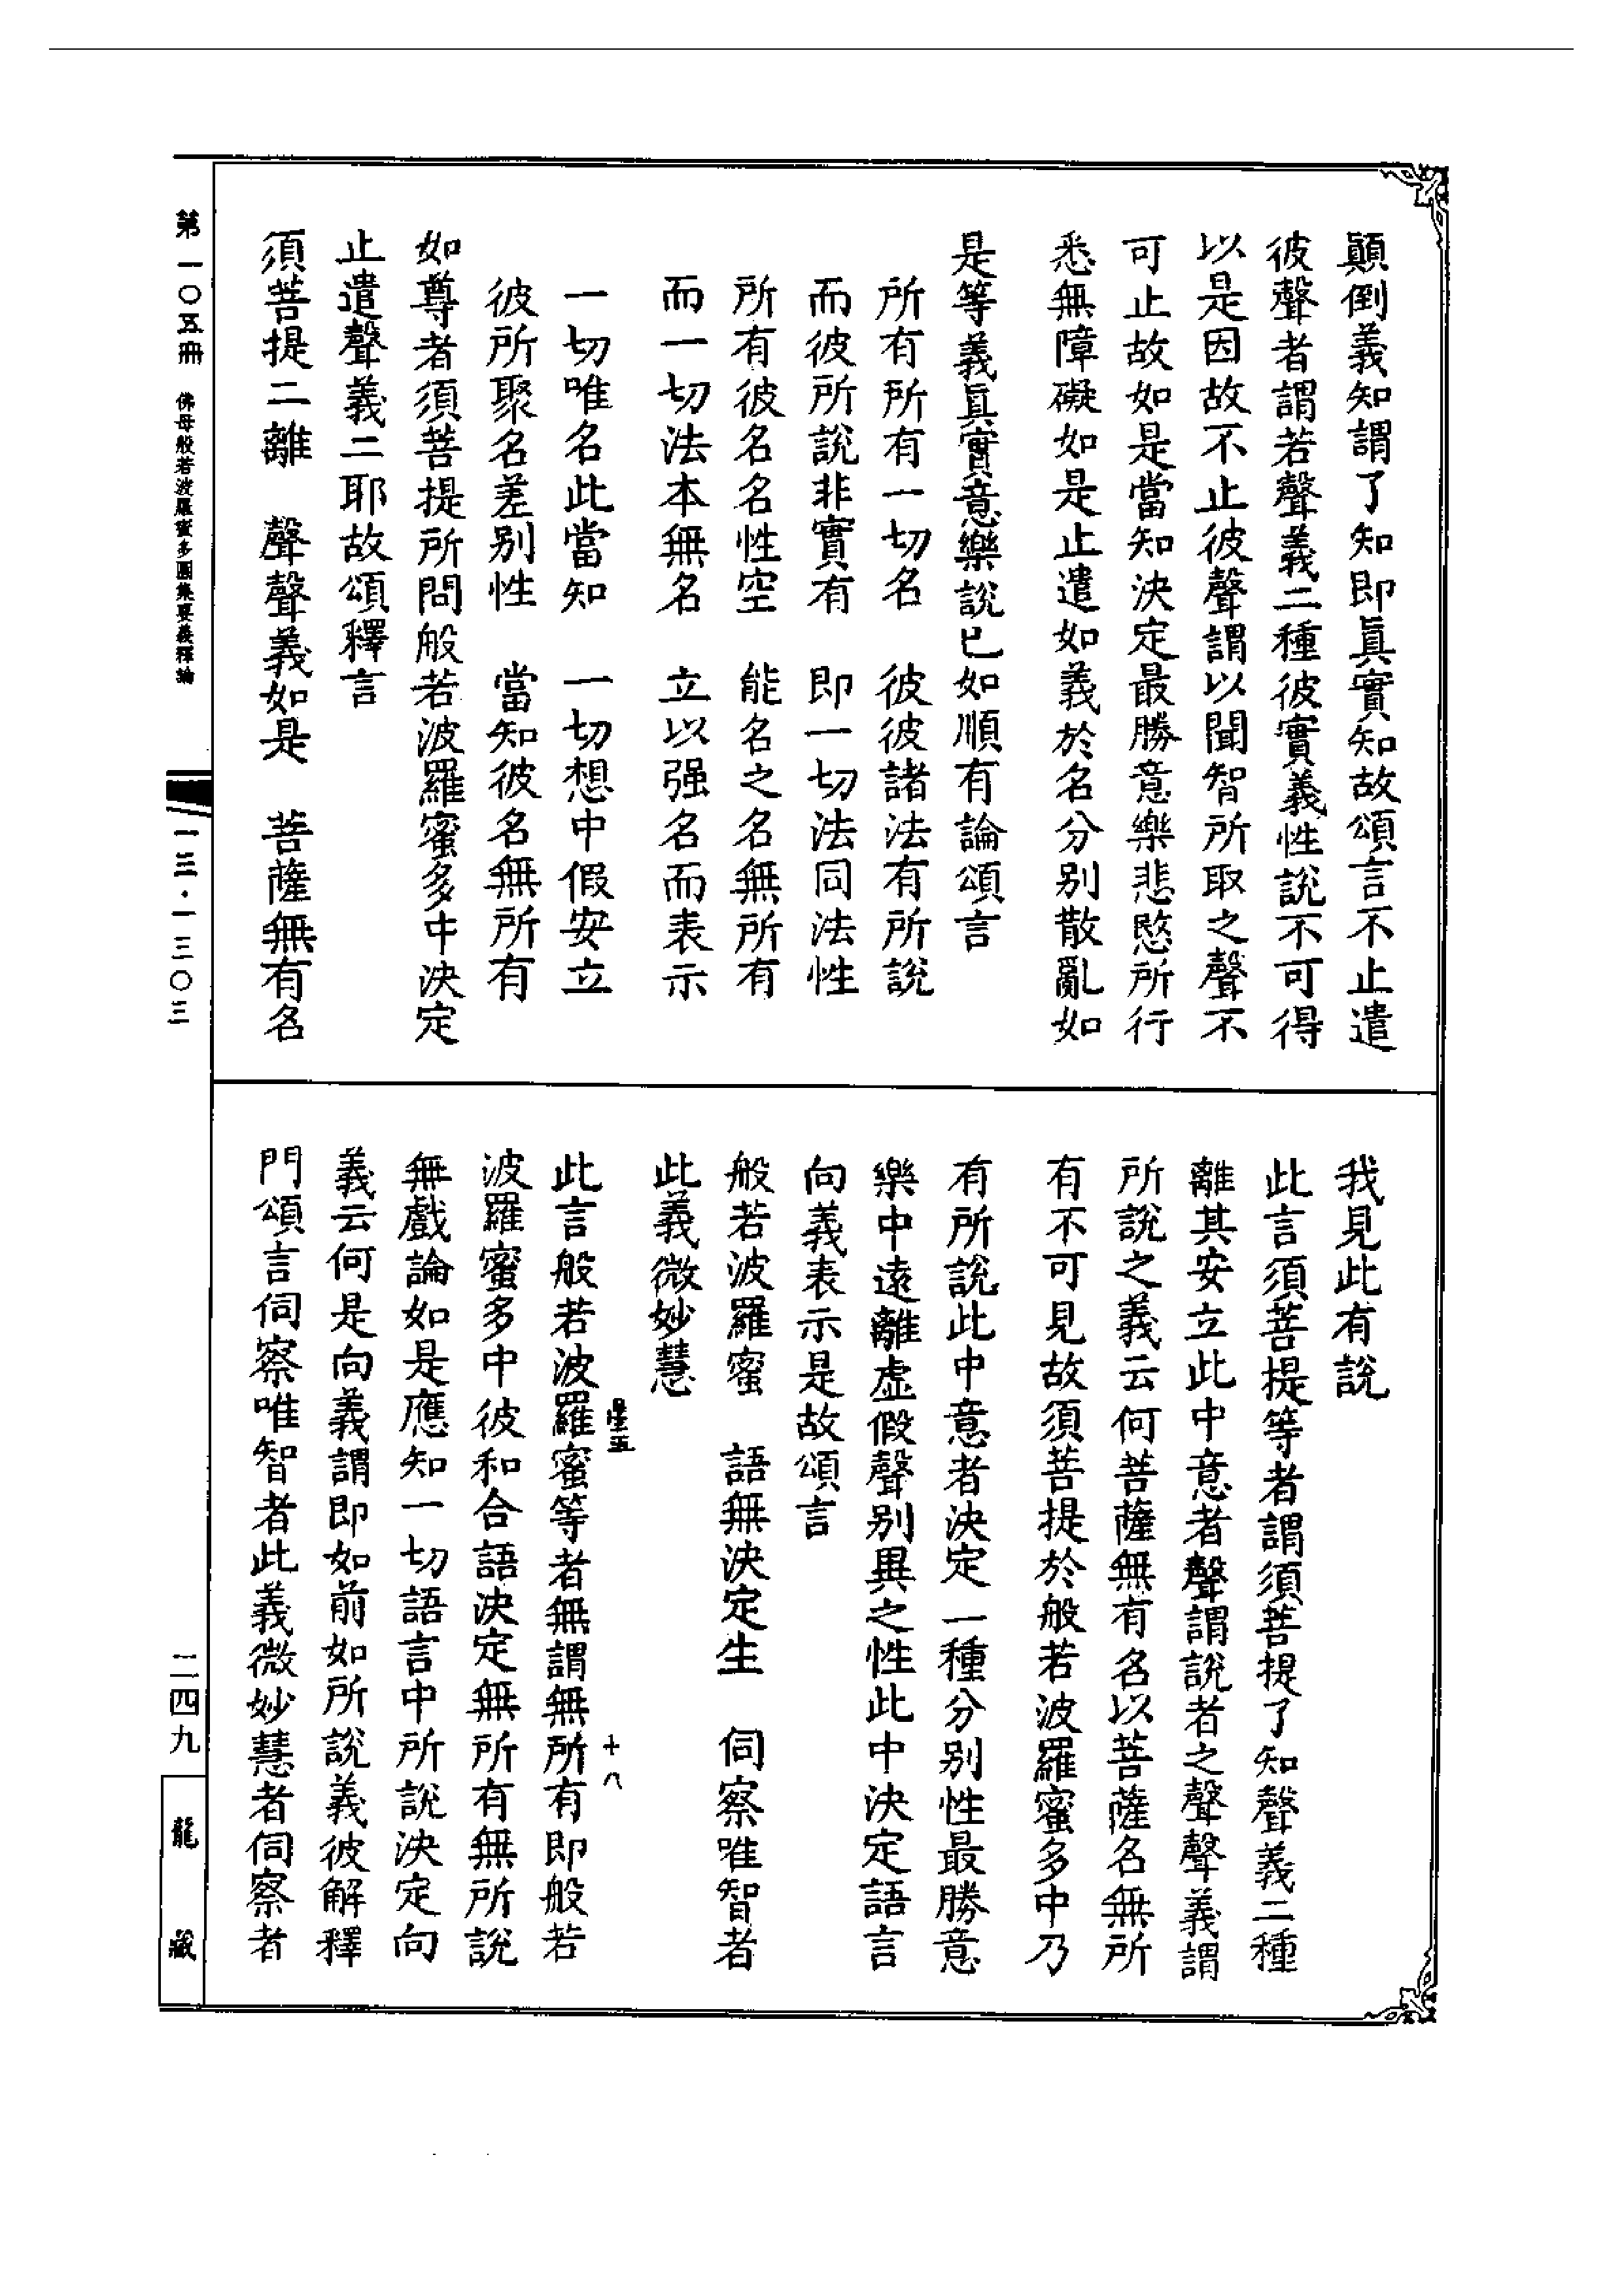 顛倒義知謂了知即眞實知故頌言不止遣
彼聲者謂若聲義二種彼實義性說不可得
以是因故不止彼聲謂以聞智所取之聲不
可止故如是當知決定最勝意樂悲愍所行
悉無障礙如是止遣如義於名分别散亂如
是等義眞實意樂說已如順有論頌言
所有所有一切名　彼彼諸法有所說
而彼所說非實有　即一切法同法性
所有彼名名性空　能名之名無所有
而一切法本無名　立以强名而表示
一切唯名此當知　一切想中假安立
彼所聚名差别性　當知彼名無所有
如尊者須菩提所問般若波羅蜜多中決定
止遣聲義二耶故頌釋言
須菩提二離　聲聲義如是　菩薩無有名
我見此有說
此言須菩提等者謂須菩提了知聲義二種
離其安立此中意者聲謂說者之聲聲義謂
所說之義云何菩薩無有名以菩薩名無所
有不可見故須菩提於般若波羅蜜多中乃
有所說此中意者決定一種分别性最勝意
樂中遠離虛假聲别異之性此中決定語言
向義表示是故頌言
般若波羅蜜　語無決定生　伺察唯智者
此義微妙慧
星五
十八
此言般若波羅蜜等者無謂無所有即般若
波羅蜜多中彼和合語決定無所有無所說
無戲論如是應知一切語言中所說決定向
義云何是向義謂即如前如所說義彼解釋
門頌言伺察唯智者此義微妙慧者伺察者
第一〇五冊　佛母般若波羅蜜多圓集要義釋論
一三·一三〇三
二四九
龍藏